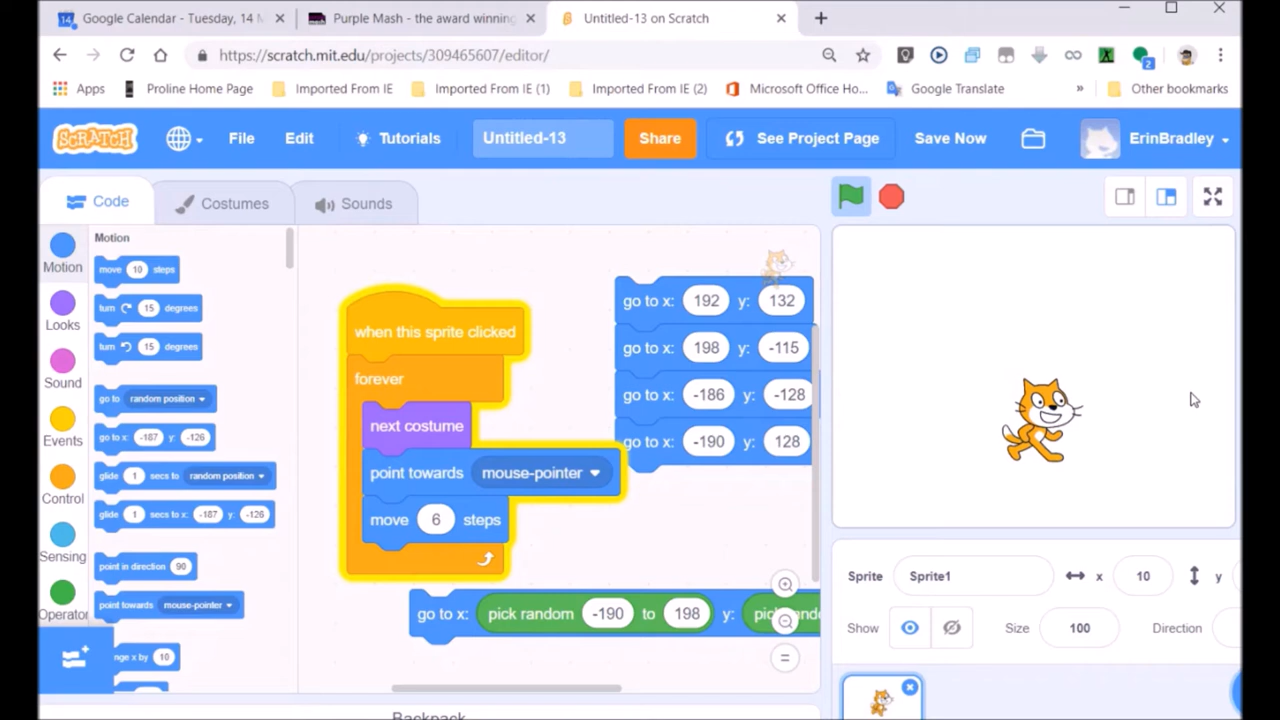 Google Calendar - Tuesday, 14 M
Purple Mash - the award winning
Untitled-13 on Scratch
https://scratch.mit.edu/projects/309465607/editor/
2
Apps Proline Home Page Imported From IE Imported From IE (1) Imported From IE (2) Microsoft Office Ho... Google Translate » Other bookmarks
SCRATCH File Edit Tutorials Untitled-13 Share See Project Page Save Now ErinBradley
Code Costumes Sounds
Motion
Looks
Sound
Events
Control
Sensing
Operator
Motion
move 10 steps
turn 15 degrees
turn 15 degrees
go to random position
go to x: -187 y: -126
glide 1 secs to random position
glide 1 secs to x: -187 y: -126
point in direction 90
point towards mouse-pointer
nge x by 10
when this sprite clicked
forever
next costume
point towards mouse-pointer
move 6 steps
go to x: 192 y: 132
go to x: 198 y: -115
go to x: -186 y: -128
go to x: -190 y: 128
go to x: pick random -190 to 198 y:
Sprite Sprite1 x 10 y
Show Size 100 Direction
Backpack